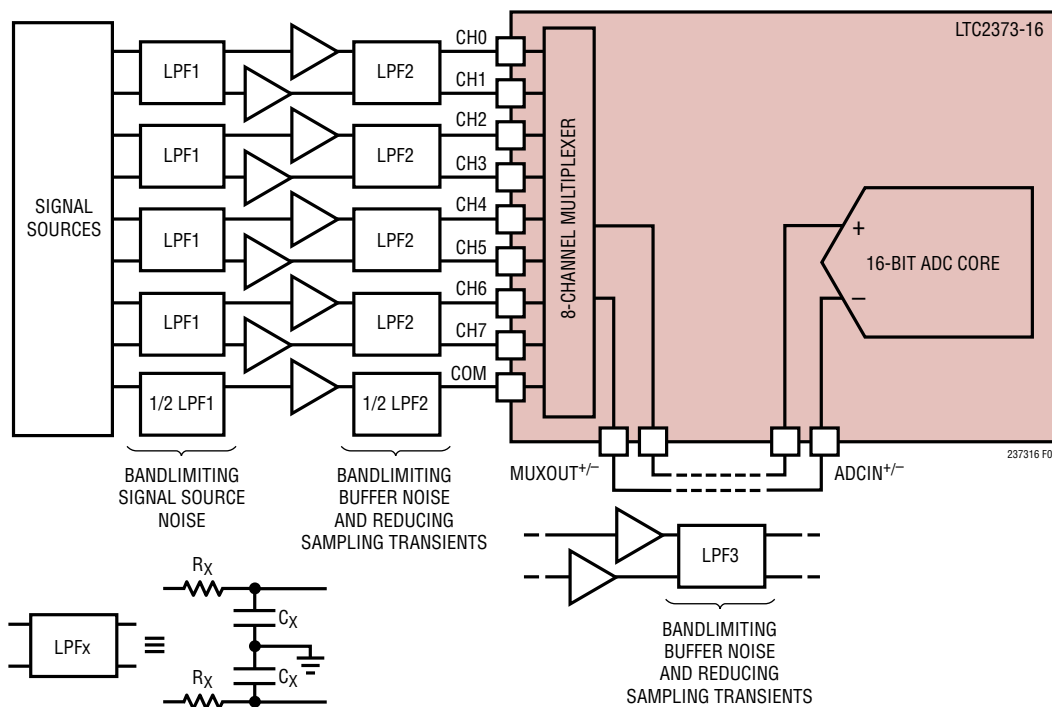 LTC2373-16
SIGNAL
SOURCES
LPF1
LPF2
CH0
CH1
LPF1
LPF2
CH2
CH3
LPF1
LPF2
CH4
CH5
LPF1
LPF2
CH6
CH7
1/2 LPF1
1/2 LPF2
COM
8-CHANNEL MULTIPLEXER
+
–
16-BIT ADC CORE
237316 F0
BANDLIMITING
SIGNAL SOURCE
NOISE
BANDLIMITING
BUFFER NOISE
AND REDUCING
SAMPLING TRANSIENTS
MUXOUT+/–
ADCIN+/–
LPF3
BANDLIMITING
BUFFER NOISE
AND REDUCING
SAMPLING TRANSIENTS
LPFx
≡
RX
CX
CX
RX